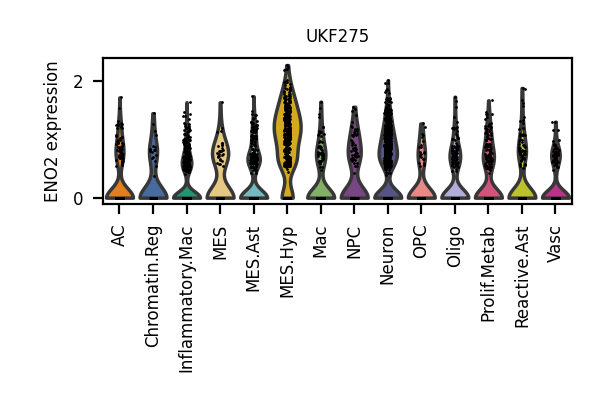 UKF275
ENO2 expression
2
0
AC
Chromatin.Reg
Inflammatory.Mac
MES
MES.Ast
MES.Hyp
Mac
NPC
Neuron
OPC
Oligo
Prolif.Metab
Reactive.Ast
Vasc